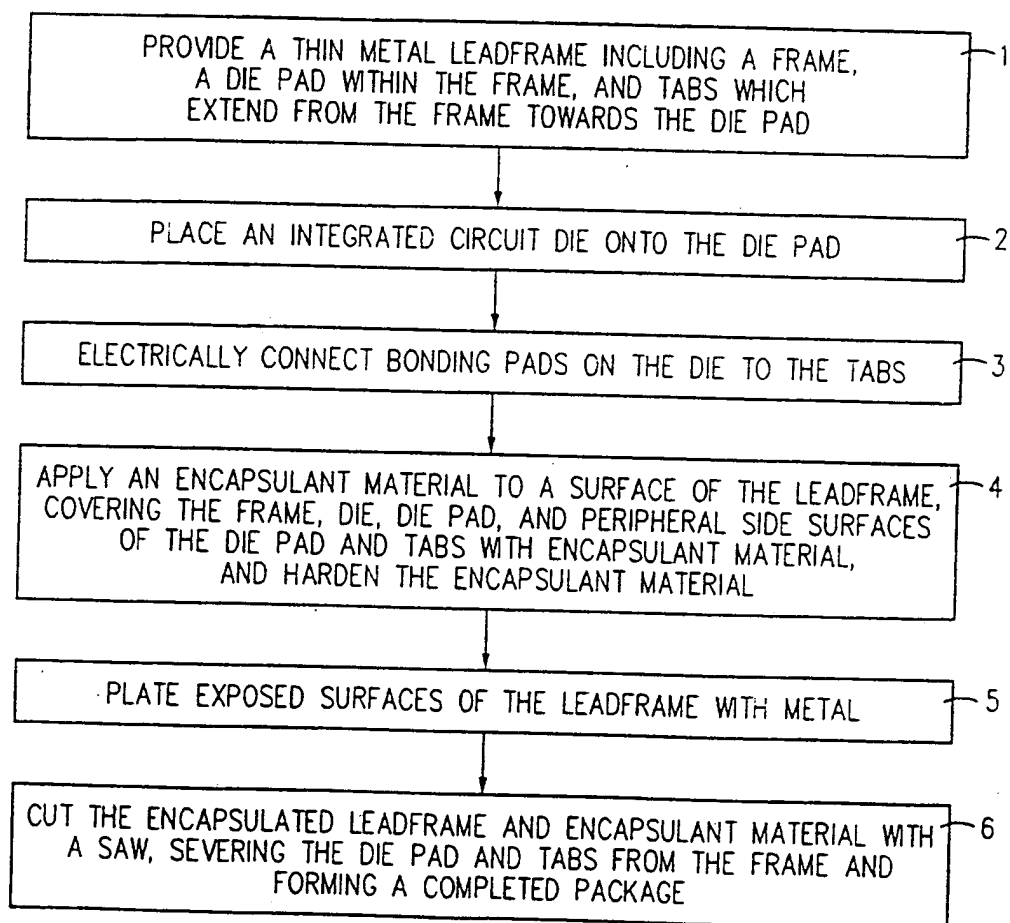 PROVIDE A THIN METAL LEADFRAME INCLUDING A FRAME,
A DIE PAD WITHIN THE FRAME, AND TABS WHICH
EXTEND FROM THE FRAME TOWARDS THE DIE PAD
1
PLACE AN INTEGRATED CIRCUIT DIE ONTO THE DIE PAD
2
ELECTRICALLY CONNECT BONDING PADS ON THE DIE TO THE TABS
3
APPLY AN ENCAPSULANT MATERIAL TO A SURFACE OF THE LEADFRAME,
COVERING THE FRAME, DIE, DIE PAD, AND PERIPHERAL SIDE SURFACES
OF THE DIE PAD AND TABS WITH ENCAPSULANT MATERIAL,
AND HARDEN THE ENCAPSULANT MATERIAL
4
PLATE EXPOSED SURFACES OF THE LEADFRAME WITH METAL
5
CUT THE ENCAPSULATED LEADFRAME AND ENCAPSULANT MATERIAL WITH
A SAW, SEVERING THE DIE PAD AND TABS FROM THE FRAME AND
FORMING A COMPLETED PACKAGE
6